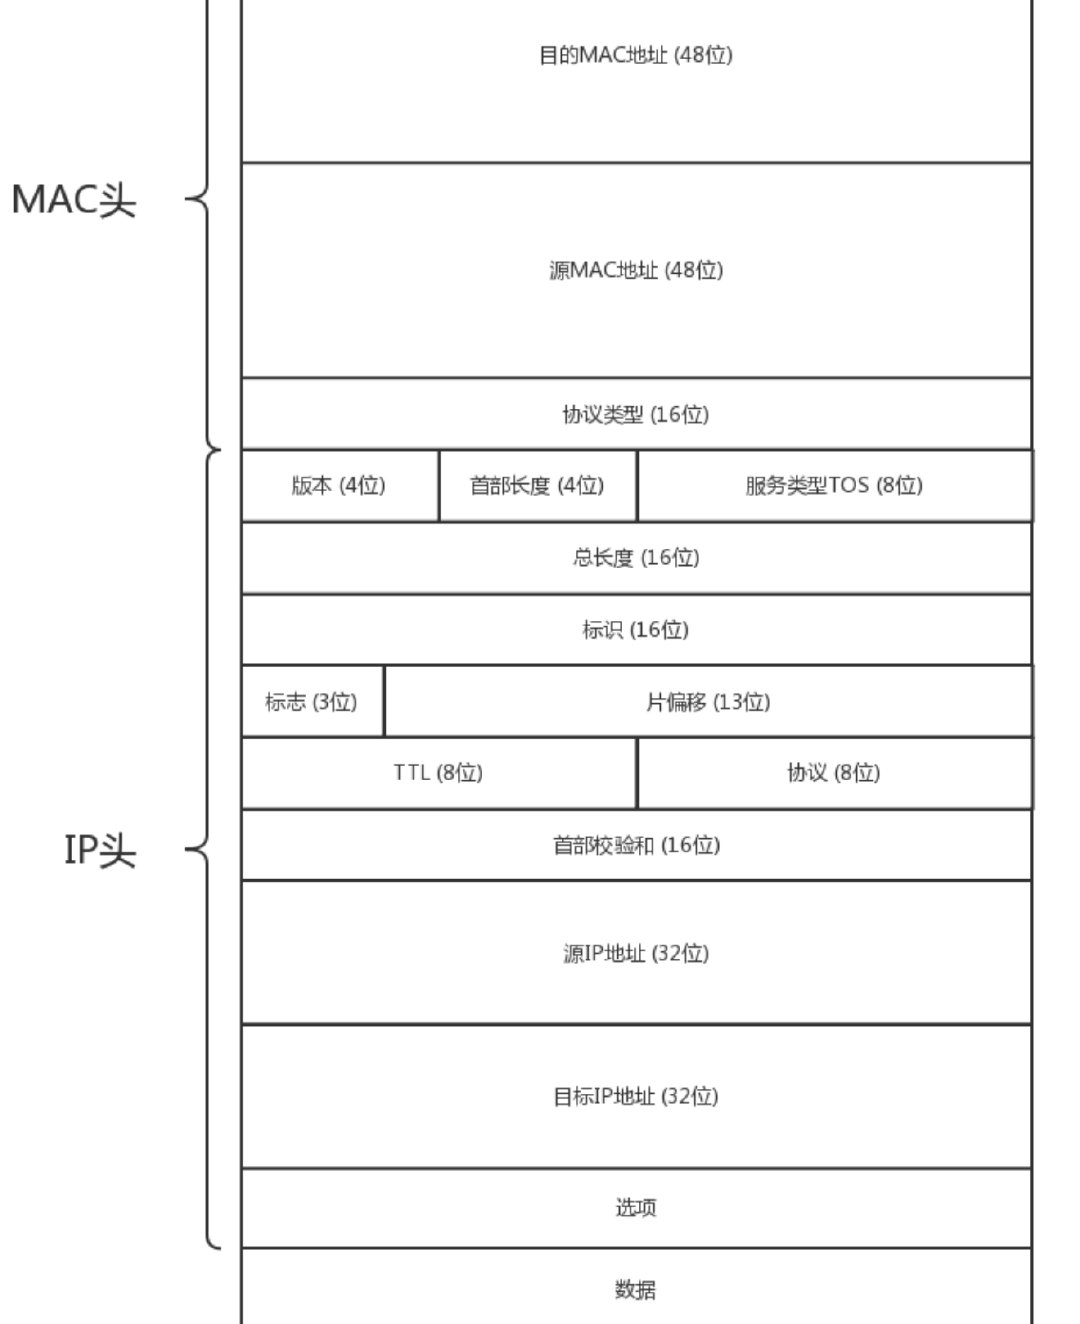 目的MAC地址 (48位)
MAC头
源MAC地址 (48位)
协议类型 (16位)
版本 (4位)
首部长度 (4位)
服务类型TOS (8位)
总长度 (16位)
标识 (16位)
标志 (3位)
片偏移 (13位)
TTL (8位)
协议 (8位)
IP头
首部校验和 (16位)
源IP地址 (32位)
目标IP地址 (32位)
选项
数据